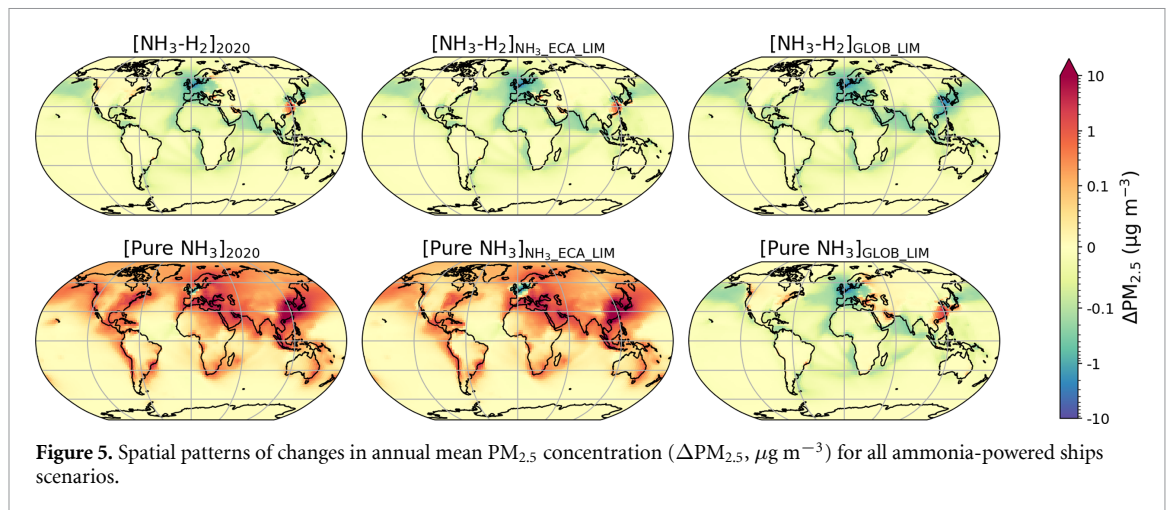 [NH₃-H₂]₂₀₂₀ [NH₃-H₂]NH₃_ECA_LIM [NH₃-H₂]GLOB_LIM
[Pure NH₃]₂₀₂₀ [Pure NH₃]NH₃_ECA_LIM [Pure NH₃]GLOB_LIM
10
1
0.1
0
-0.1
-1
-10
ΔPM₂.₅ (μg m⁻³)
Figure 5. Spatial patterns of changes in annual mean PM₂.₅ concentration (ΔPM₂.₅, μg m⁻³) for all ammonia-powered ships
scenarios.